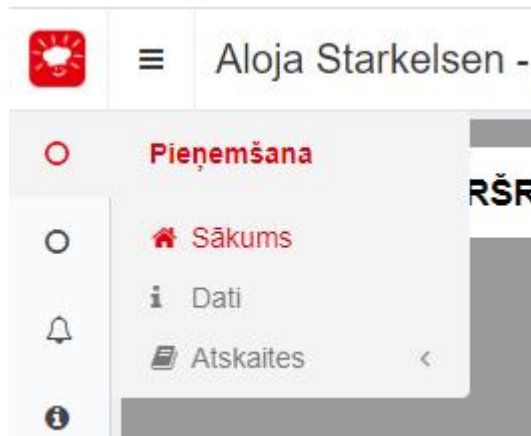 Aloja Starkelsen -
Pieņemšana
RŠR
Sākums
Dati
Atskaites